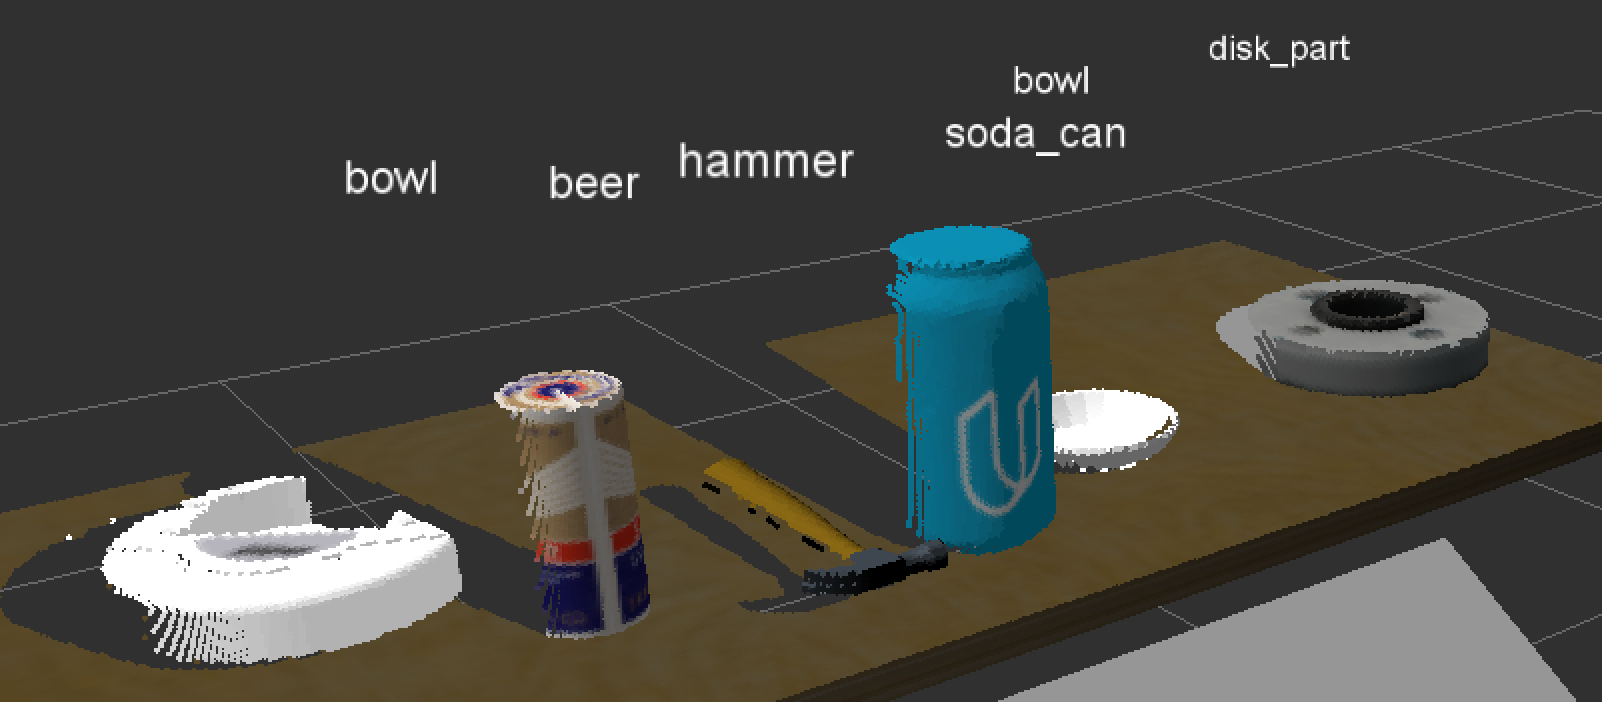 disk_part
bowl
soda_can
hammer
bowl
beer
U